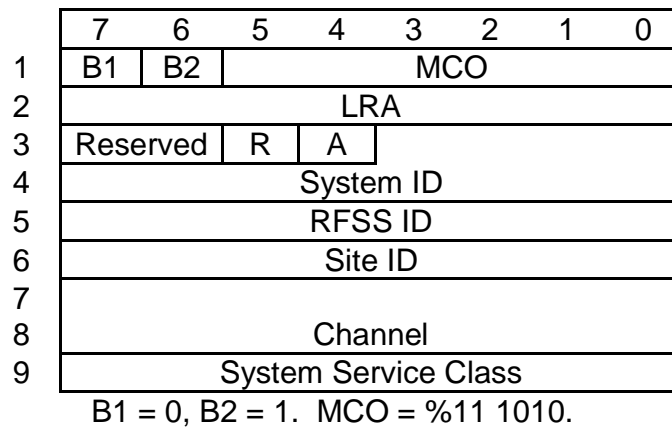 7 6 5 4 3 2 1 0
1 B1 B2 MCO
2 LRA
3 Reserved R A
4 System ID
5 RFSS ID
6 Site ID
7
8 Channel
9 System Service Class
B1 = 0, B2 = 1. MCO = %11 1010.